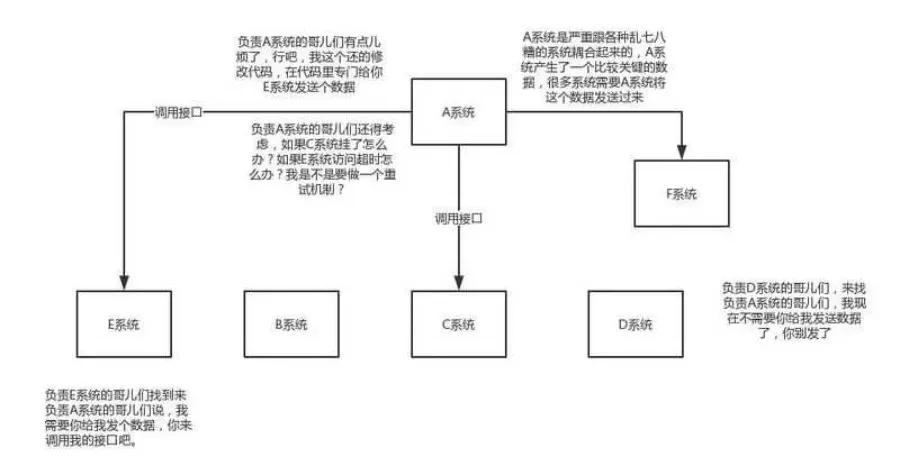 负责A系统的哥儿们有点儿
烦了，行吧，我这个还的修
改代码，在代码里专门给你
E系统发送个数据
A系统是严重跟各种乱七八
糟的系统耦合起来的，A系
统产生了一个比较关键的数
据，很多系统需要A系统将
这个数据发送过来
调用接口
A系统
负责A系统的哥儿们还得考
虑，如果C系统挂了怎么
办？如果E系统访问超时怎
么办？我是不是要做一个重
试机制？
F系统
调用接口
E系统
B系统
C系统
D系统
负责D系统的哥儿们，来找
负责A系统的哥儿们，我现
在不需要你给我发送数据
了，你别发了
负责E系统的哥儿们找到来
负责A系统的哥儿们说，我
需要你给我发个数据，你来
调用我的接口吧。